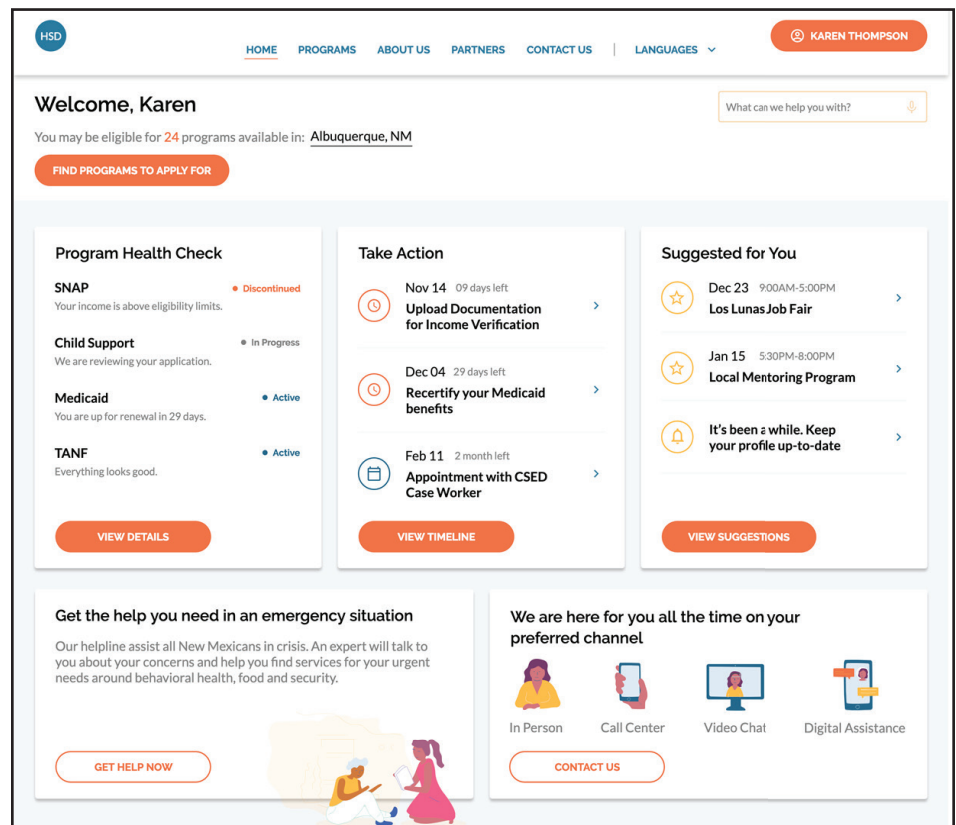 HSD
HOME PROGRAMS ABOUT US PARTNERS CONTACT US | LANGUAGES
KAREN THOMPSON
Welcome, Karen
What can we help you with?
You may be eligible for 24 programs available in: Albuquerque, NM
FIND PROGRAMS TO APPLY FOR
Program Health Check
SNAP
Discontinued
Your income is above eligibility limits.
Child Support
In Progress
We are reviewing your application.
Medicaid
Active
You are up for renewal in 29 days.
TANF
Active
Everything looks good.
VIEW DETAILS
Take Action
Nov 14 09 days left
Upload Documentation
for Income Verification
Dec 04 29 days left
Recertify your Medicaid
benefits
Feb 11 2 month left
Appointment with CSED
Case Worker
VIEW TIMELINE
Suggested for You
Dec 23 9:00AM-5:00PM
Los Lunas Job Fair
Jan 15 5:30PM-8:00PM
Local Mentoring Program
It's been a while. Keep
your profile up-to-date
VIEW SUGGESTIONS
Get the help you need in an emergency situation
Our helpline assist all New Mexicans in crisis. An expert will talk to
you about your concerns and help you find services for your urgent
needs around behavioral health, food and security.
GET HELP NOW
We are here for you all the time on your
preferred channel
In Person
Call Center
Video Chat
Digital Assistance
CONTACT US